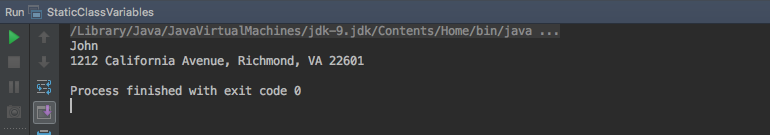 Run StaticClassVariables
/Library/Java/JavaVirtualMachines/jdk-9.jdk/Contents/Home/bin/java ...
John
1212 California Avenue, Richmond, VA 22601
Process finished with exit code 0